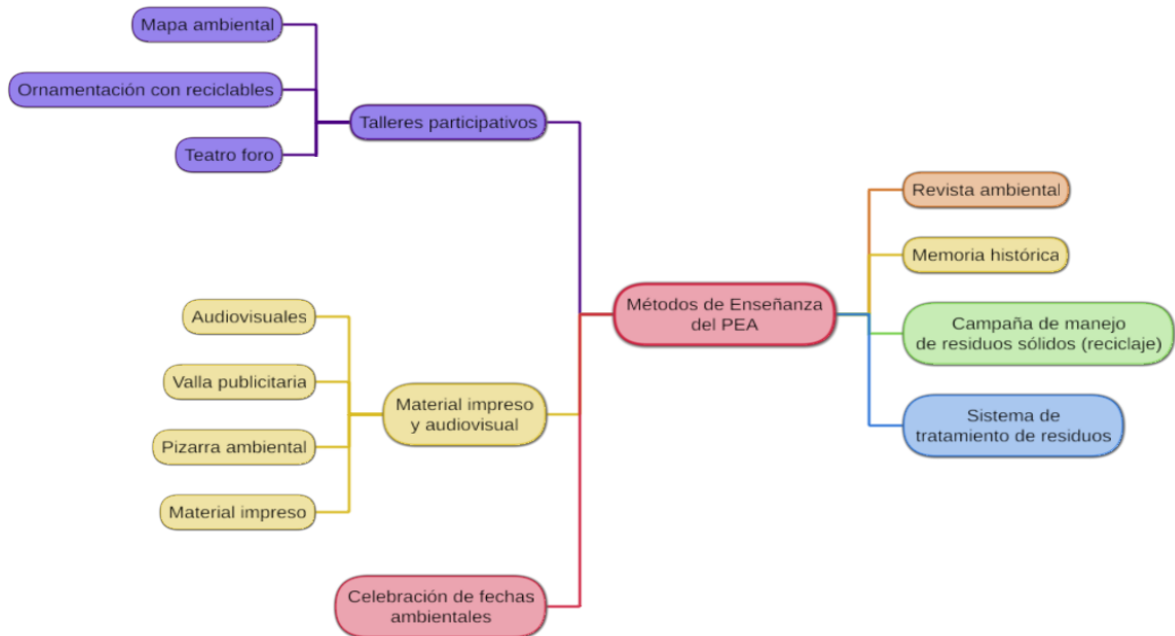 Mapa ambiental
Ornamentación con reciclables
Teatro foro
Talleres participativos
Audiovisuales
Valla publicitaria
Pizarra ambiental
Material impreso
Material impreso
y audiovisual
Celebración de fechas
ambientales
Métodos de Enseñanza
del PEA
Revista ambiental
Memoria histórica
Campaña de manejo
de residuos sólidos (reciclaje)
Sistema de
tratamiento de residuos